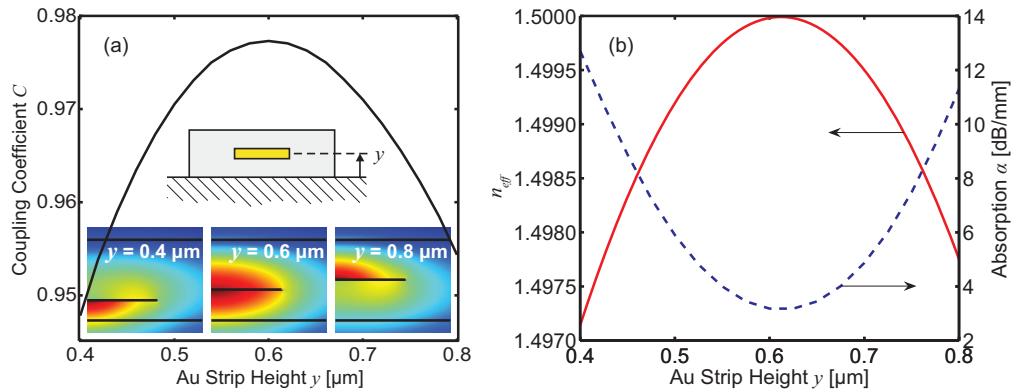 (a)
Coupling Coefficient C
0.98
0.97
0.96
0.95
y
y = 0.4 µm
y = 0.6 µm
y = 0.8 µm
0.4 0.5 0.6 0.7 0.8
Au Strip Height y [µm]
(b)
n_eff
1.5000
1.4995
1.4990
1.4985
1.4980
1.4975
1.4970
14
12
10
8
6
4
2
Absorption α [dB/mm]
0.4 0.5 0.6 0.7 0.8
Au Strip Height y [µm]